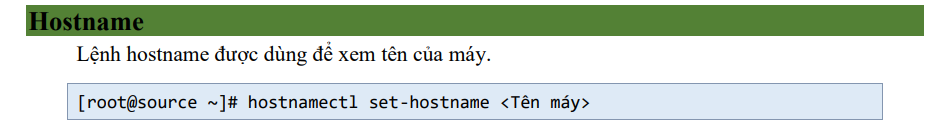 Hostname
Lệnh hostname được dùng để xem tên của máy.
[root@source ~]# hostnamectl set-hostname <Tên máy>